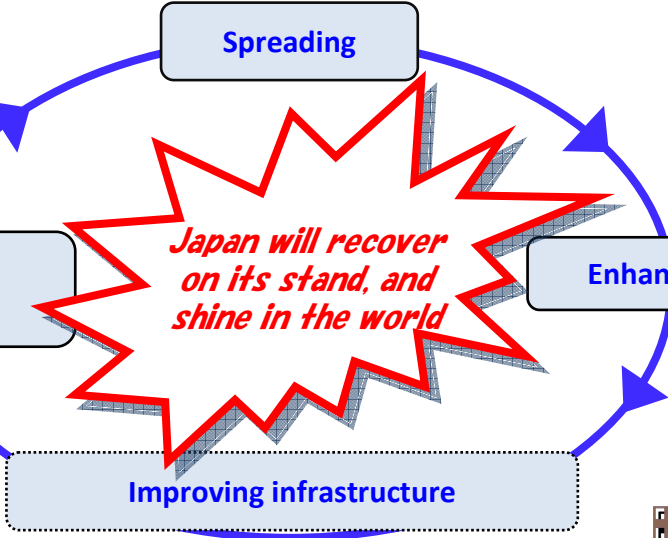 Spreading
Japan will recover
on its stand, and
shine in the world
Enhan
Improving infrastructure